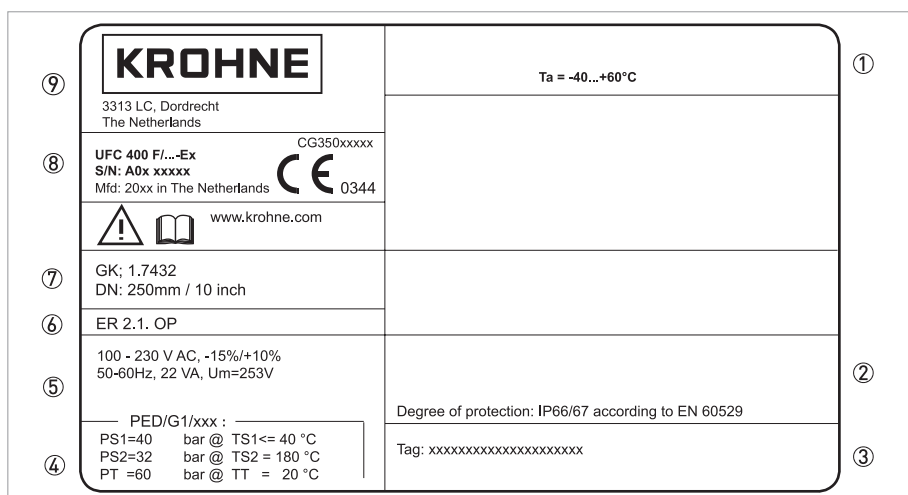 KROHNE
3313 LC, Dordrecht
The Netherlands
CG350xxxxx
UFC 400 F/...-Ex
S/N: A0x xxxxx
Mfd: 20xx in The Netherlands
CE 0344
www.krohne.com
GK; 1.7432
DN: 250mm / 10 inch
ER 2.1. OP
100 - 230 V AC, -15%/+10%
50-60Hz, 22 VA, Um=253V
PED/G1/xxx :
PS1=40 bar @ TS1<= 40 °C
PS2=32 bar @ TS2 = 180 °C
PT =60 bar @ TT = 20 °C
Ta = -40...+60°C
Degree of protection: IP66/67 according to EN 60529
Tag: xxxxxxxxxxxxxxxxxxxxx
①
②
③
④
⑤
⑥
⑦
⑧
⑨